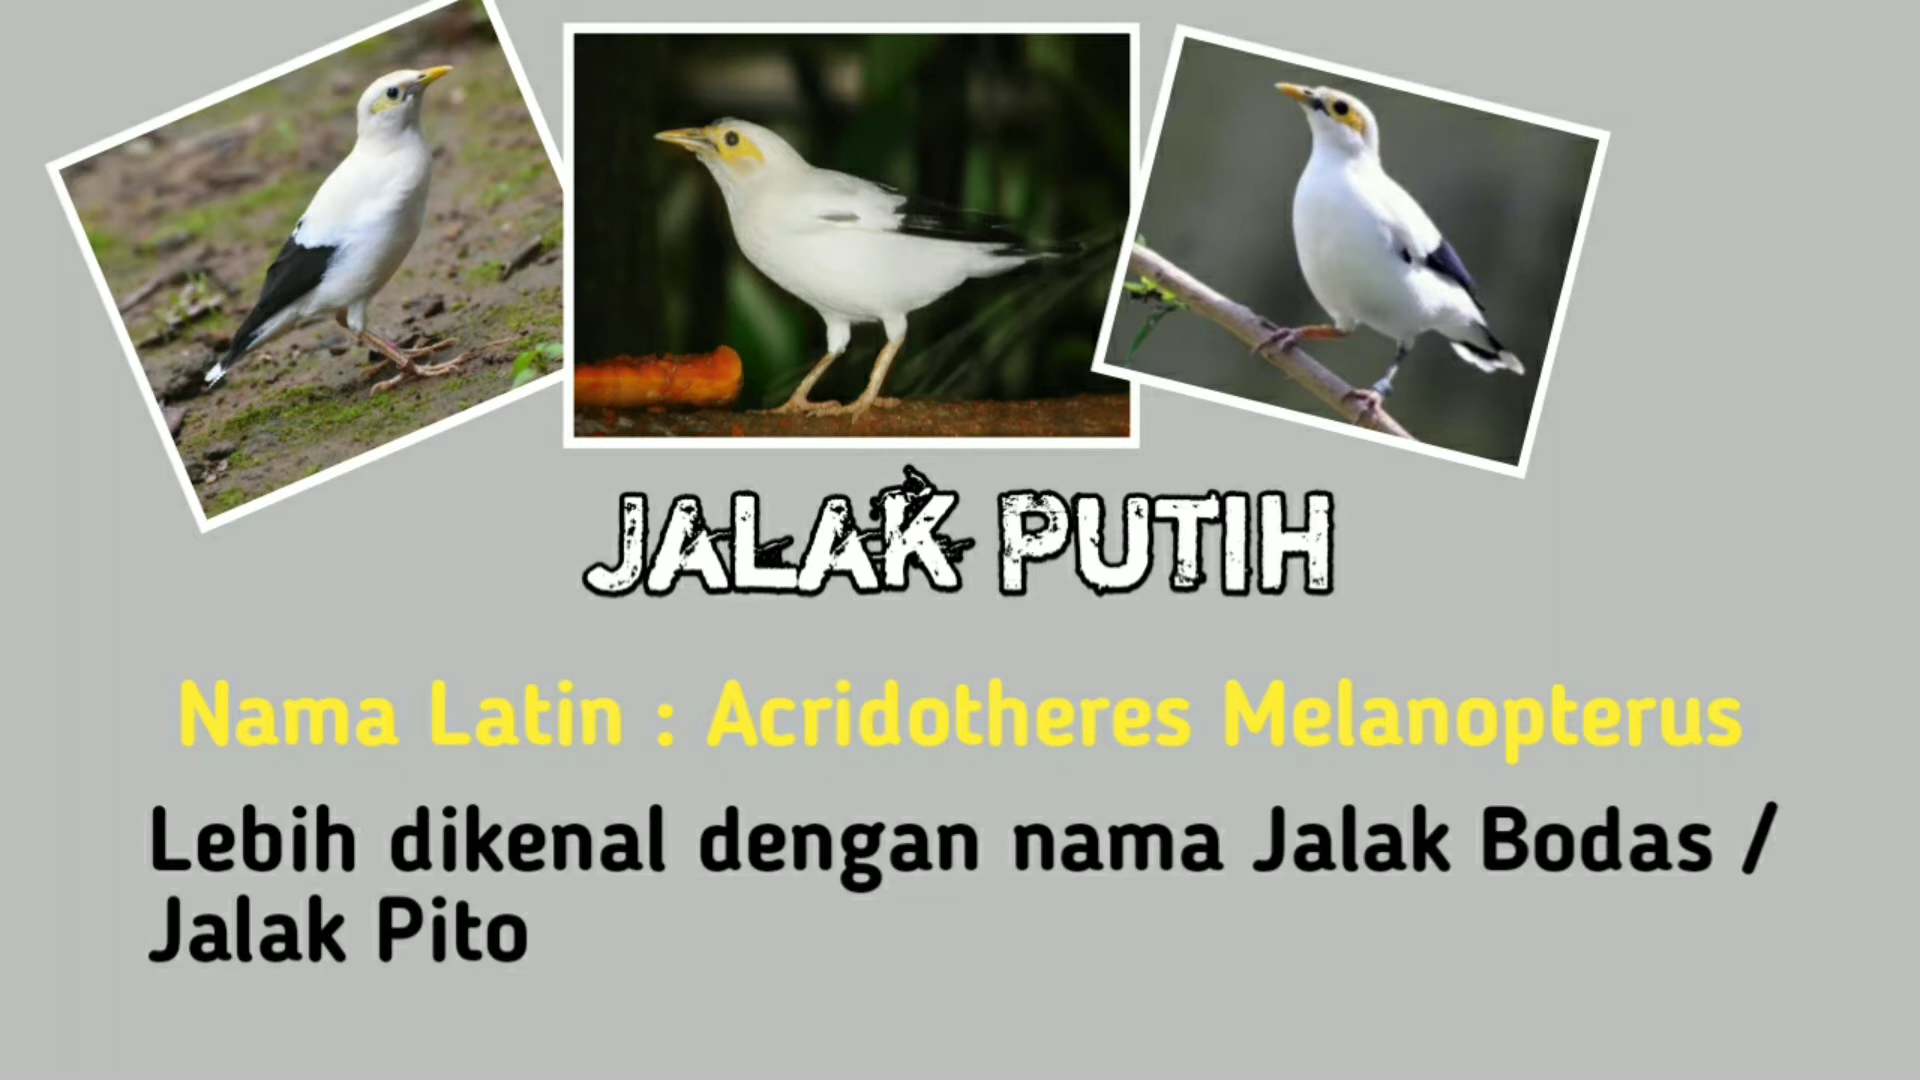 JALAK PUTIH
Nama Latin : Acridotheres Melanopterus
Lebih dikenal dengan nama Jalak Bodas /
Jalak Pito